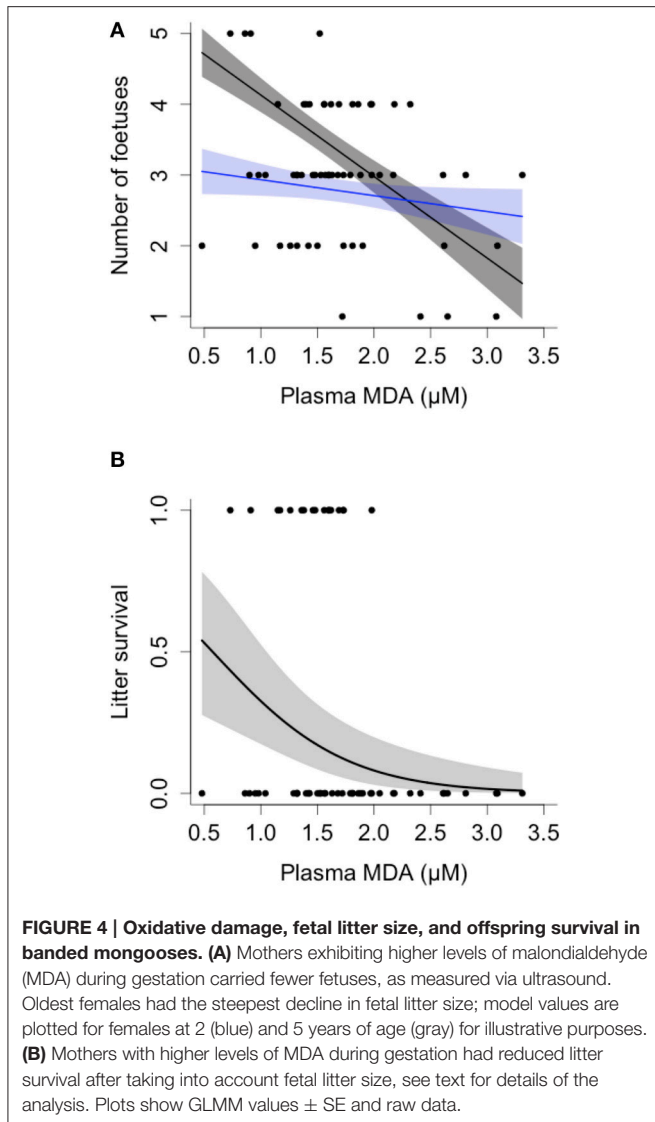 A
5
4
3
2
1
Number of foetuses
0.5 1.0 1.5 2.0 2.5 3.0 3.5
Plasma MDA (µM)
B
1.0
0.5
0.0
Litter survival
0.5 1.0 1.5 2.0 2.5 3.0 3.5
Plasma MDA (µM)
FIGURE 4 | Oxidative damage, fetal litter size, and offspring survival in
banded mongooses. (A) Mothers exhibiting higher levels of malondialdehyde
(MDA) during gestation carried fewer fetuses, as measured via ultrasound.
Oldest females had the steepest decline in fetal litter size; model values are
plotted for females at 2 (blue) and 5 years of age (gray) for illustrative purposes.
(B) Mothers with higher levels of MDA during gestation had reduced litter
survival after taking into account fetal litter size, see text for details of the
analysis. Plots show GLMM values ± SE and raw data.